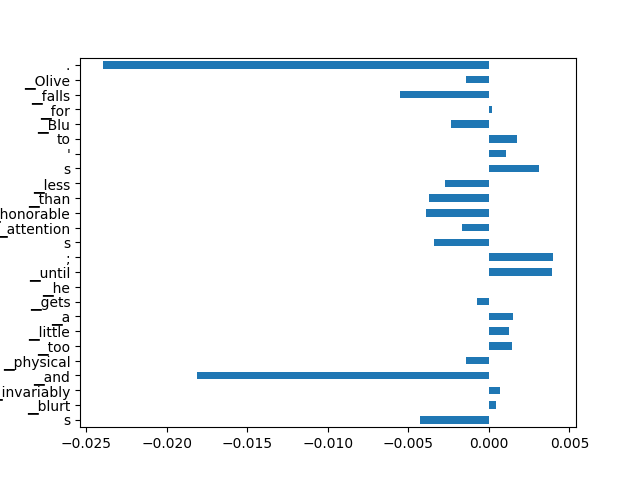 .
_Olive
_falls
_for
_Blu
to
'
s
_less
_than
honorable
_attention
s
:
_until
_he
_gets
_a
_little
_too
_physical
_and
invariably
_blurt
s
−0.025 −0.020 −0.015 −0.010 −0.005 0.000 0.005